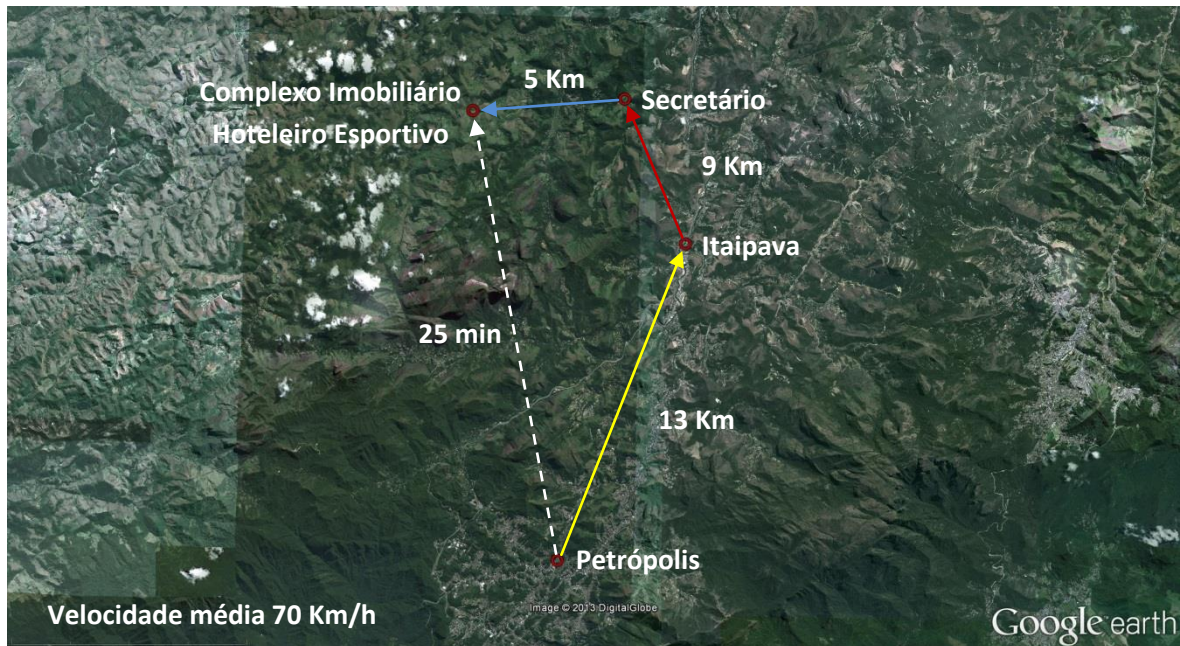 5 Km
Complexo Imobiliário
Hoteleiro Esportivo
Secretário
9 Km
Itaipava
25 min
13 Km
Petrópolis
Velocidade média 70 Km/h
Image © 2013 DigitalGlobe
Google earth